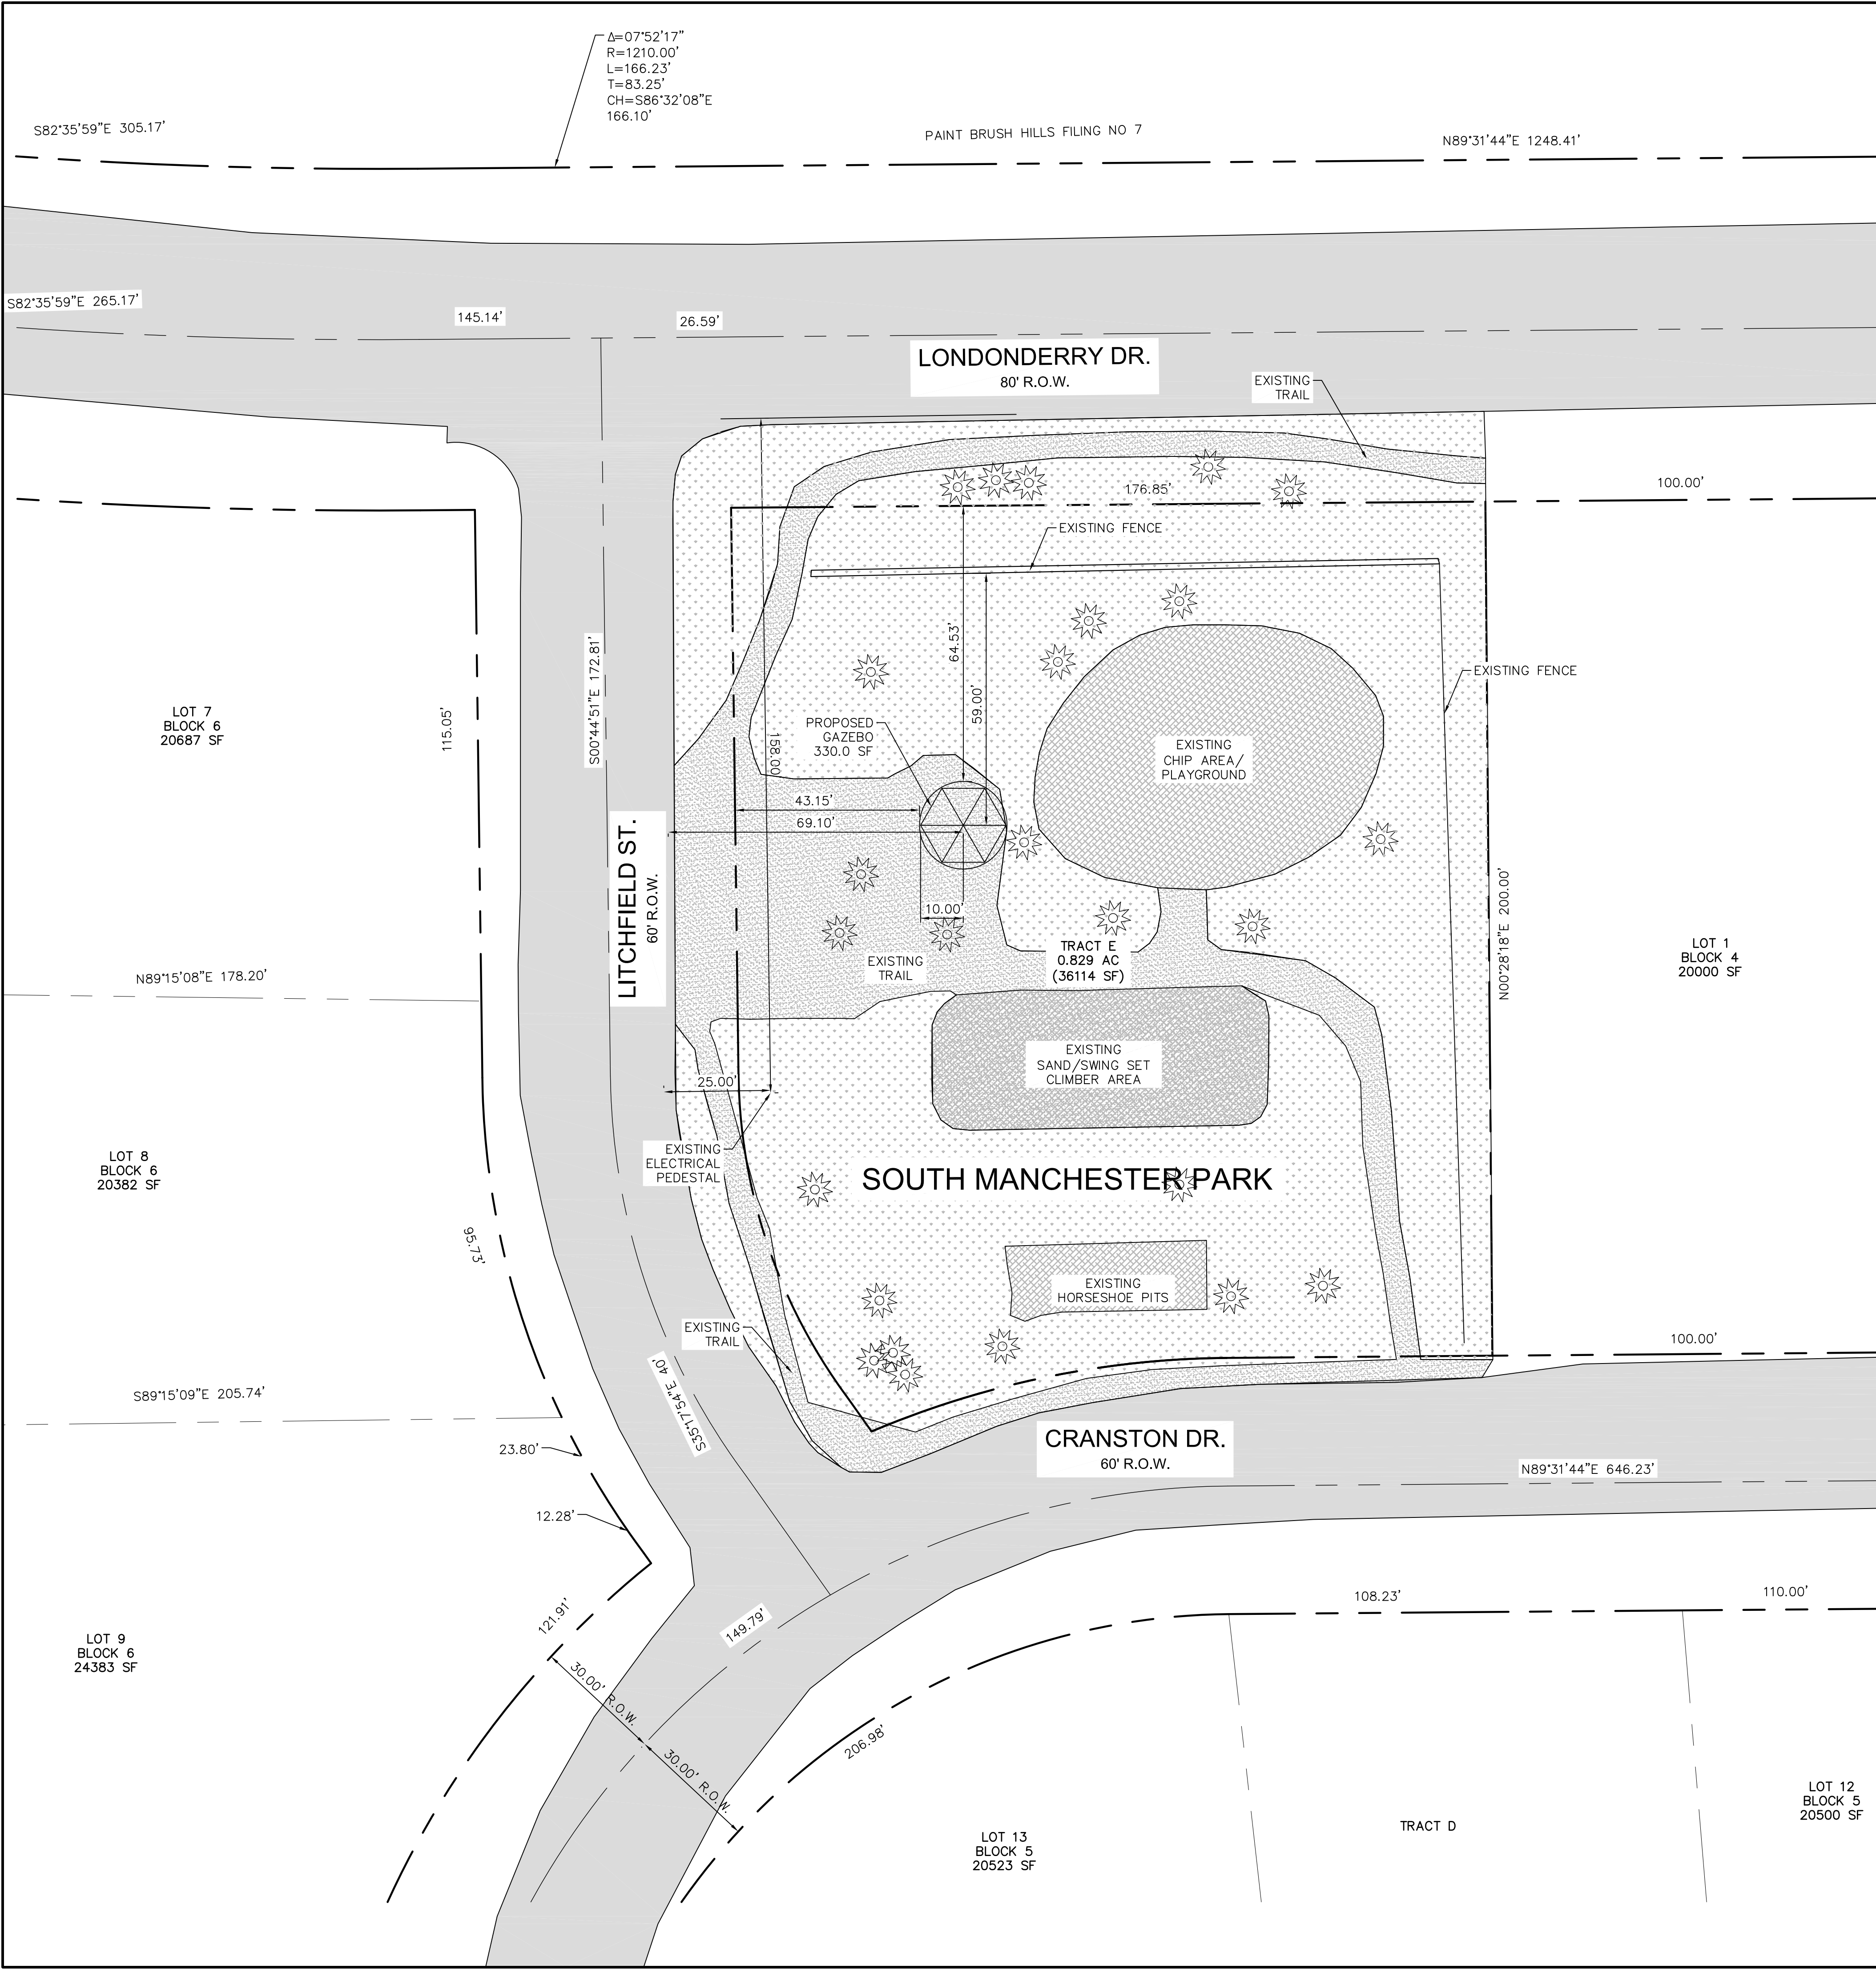 Δ=07°52'17"
R=1210.00'
L=166.23'
T=83.25'
CH=S86°32'08"E
166.10'
S82°35'59"E 305.17'
PAINT BRUSH HILLS FILING NO 7
N89°31'44"E 1248.41'
S82°35'59"E 265.17'
145.14'
26.59'
LONDONDERRY DR.
80' R.O.W.
EXISTING
TRAIL
176.85'
100.00'
EXISTING FENCE
S00°44'51"E 172.81'
64.53'
59.00'
EXISTING FENCE
LOT 7
BLOCK 6
20687 SF
115.05'
PROPOSED
GAZEBO
330.0 SF
158.00'
EXISTING
CHIP AREA/
PLAYGROUND
43.15'
69.10'
LITCHFIELD ST.
60' R.O.W.
10.00'
N00°28'18"E 200.00'
TRACT E
0.829 AC
(36114 SF)
EXISTING
TRAIL
LOT 1
BLOCK 4
20000 SF
N89°15'08"E 178.20'
EXISTING
SAND/SWING SET
CLIMBER AREA
25.00'
EXISTING
ELECTRICAL
PEDESTAL
LOT 8
BLOCK 6
20382 SF
SOUTH MANCHESTER PARK
95.73'
EXISTING
HORSESHOE PITS
EXISTING
TRAIL
100.00'
S35°17'54"E 40'
S89°15'09"E 205.74'
23.80'
CRANSTON DR.
60' R.O.W.
N89°31'44"E 646.23'
12.28'
108.23'
110.00'
121.91'
149.79'
LOT 9
BLOCK 6
24383 SF
30.00' R.O.W.
30.00' R.O.W.
206.98'
LOT 12
BLOCK 5
20500 SF
TRACT D
LOT 13
BLOCK 5
20523 SF